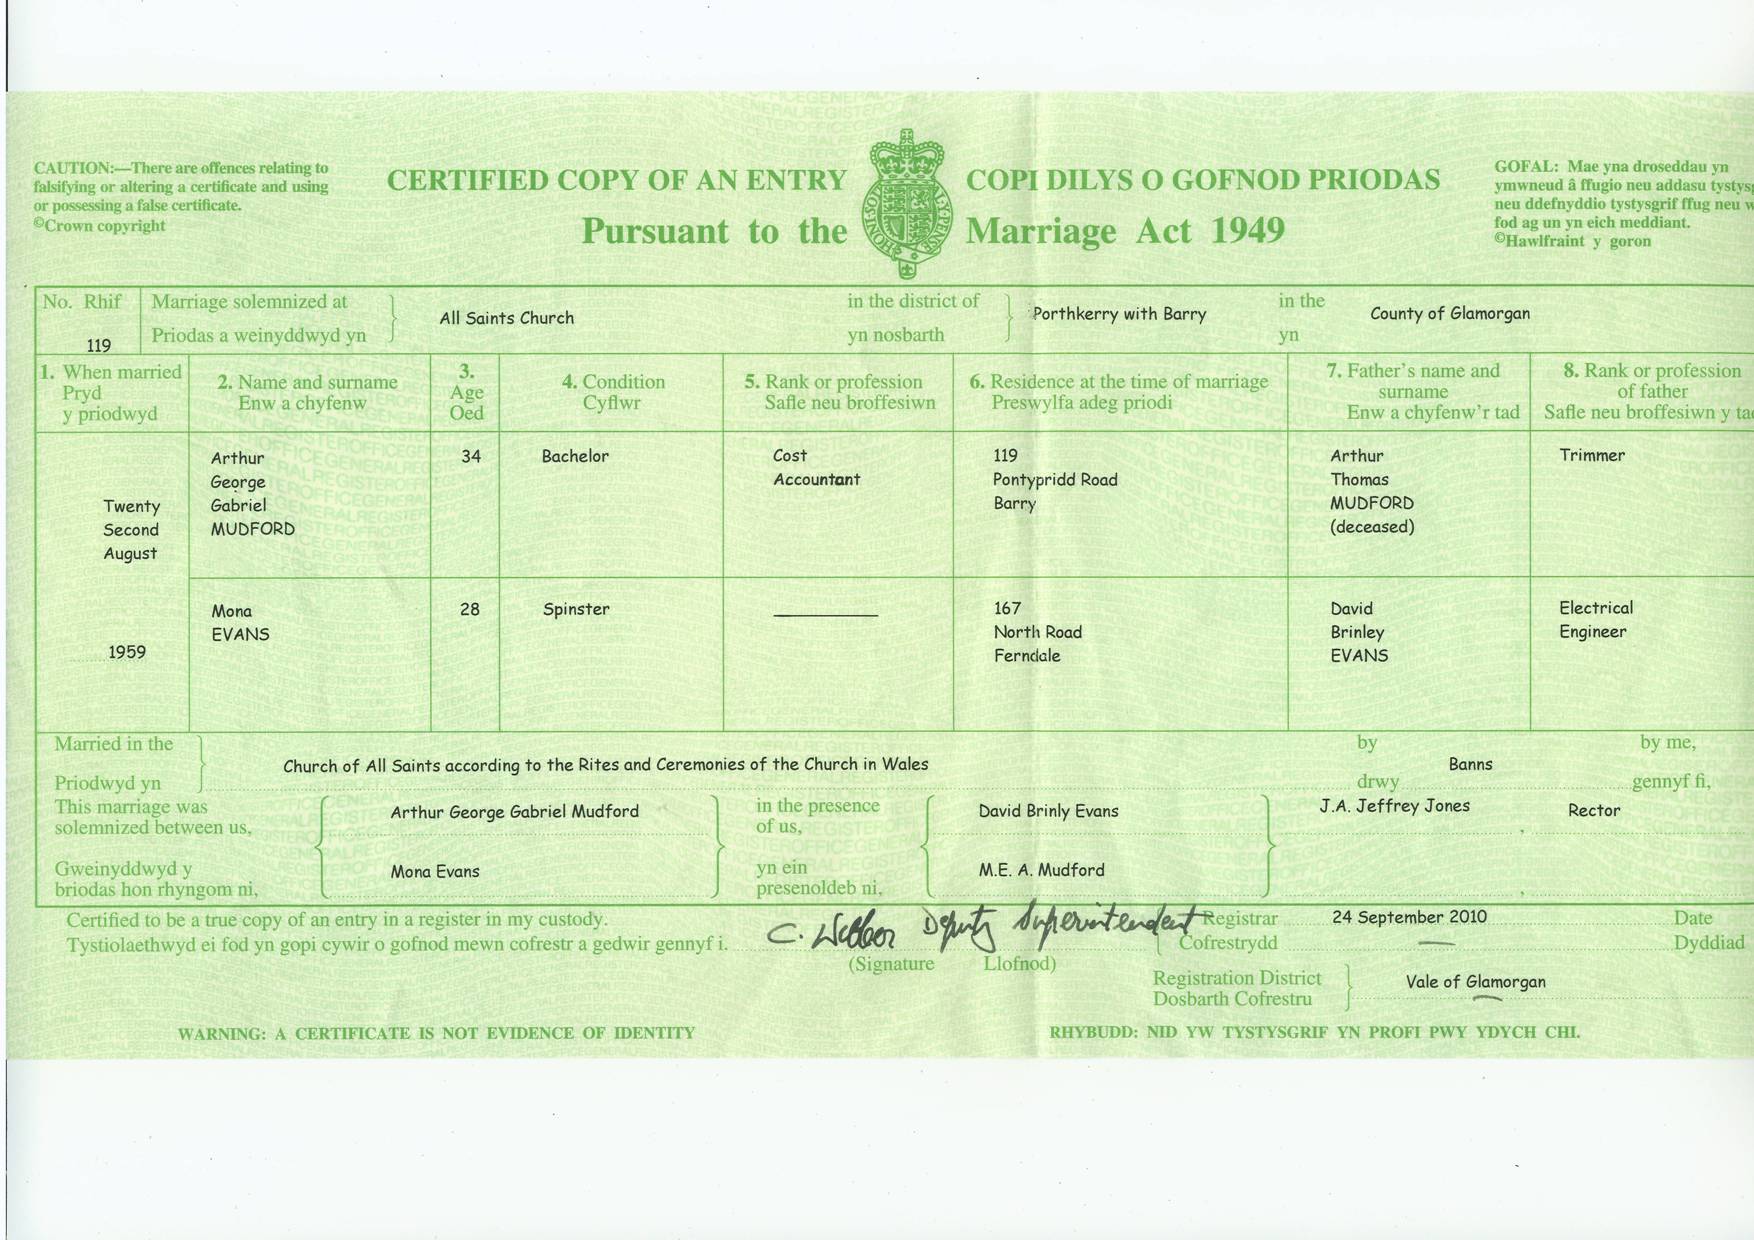 CAUTION:—There are offences relating to
falsifying or altering a certificate and using
or possessing a false certificate.
©Crown copyright
CERTIFIED COPY OF AN ENTRY
Pursuant to the
COPI DILYS O GOFNOD PRIODAS
Marriage Act 1949
GOFAL: Mae yna droseddau yn
ymwneud â ffugio neu addasu
neu ddefnyddio tystysgrif ffug neu
fod ag un yn eich meddiant.
©Hawlfraint y goron
No. Rhif
119
Marriage solemnized at
Priodas a weinyddwyd yn
All Saints Church
in the district of
yn nosbarth
Porthkerry with Barry
in the
yn
County of Glamorgan
1. When married
Pryd
y priodwyd
2. Name and surname
Enw a chyfenw
3.
Age
Oed
4. Condition
Cyflwr
5. Rank or profession
Safle neu broffesiwn
6. Residence at the time of marriage
Preswylfa adeg priodi
7. Father's name and
surname
Enw a chyfenw'r tad
8. Rank or profession
of father
Safle neu broffesiwn y
Twenty
Second
August
1959
Arthur
George
Gabriel
MUDFORD
34
Bachelor
Cost
Accountant
119
Pontypridd Road
Barry
Arthur
Thomas
MUDFORD
(deceased)
Trimmer
Mona
EVANS
28
Spinster
167
North Road
Ferndale
David
Brinley
EVANS
Electrical
Engineer
Married in the
Priodwyd yn
Church of All Saints according to the Rites and Ceremonies of the Church in Wales
by
drwy
Banns
by me,
gennyf fi,
This marriage was
solemnized between us,
Gweinyddwyd y
briodas hon rhyngom ni,
Arthur George Gabriel Mudford
Mona Evans
in the presence
of us,
yn ein
presenoldeb ni,
David Brinly Evans
M.E. A. Mudford
J.A. Jeffrey Jones
Rector
Certified to be a true copy of an entry in a register in my custody.
Tystiolaethwyd ei fod yn gopi cywir o gofnod mewn cofrestr a gedwir gennyf i.
C. Deputy Superintendent
(Signature Llofnod)
Registrar
Cofrestrydd
24 September 2010
Date
Dyddiad
Registration District
Dosbarth Cofrestru
Vale of Glamorgan
WARNING: A CERTIFICATE IS NOT EVIDENCE OF IDENTITY
RHYBUDD: NID YW TYSTYSGRIF YN PROFI PWY YDYCH CHI.